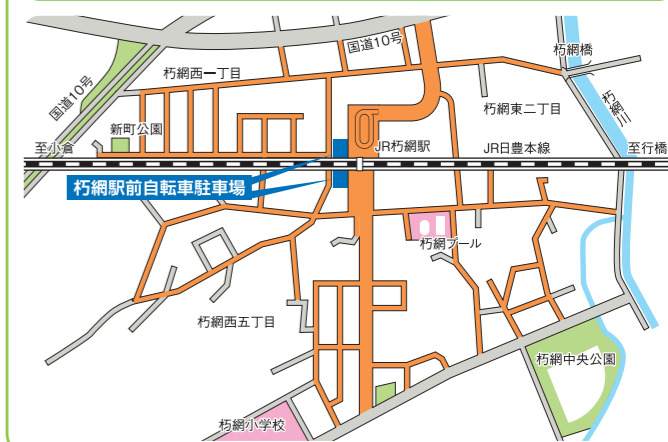 国道10号
朽網橋
朽網西一丁目
国道10号
朽網川
朽網東二丁目
新町公園
至小倉
JR朽網駅
JR日豊本線
至行橋
朽網駅前自転車駐車場
朽網プール
朽網西五丁目
朽網中央公園
朽網小学校